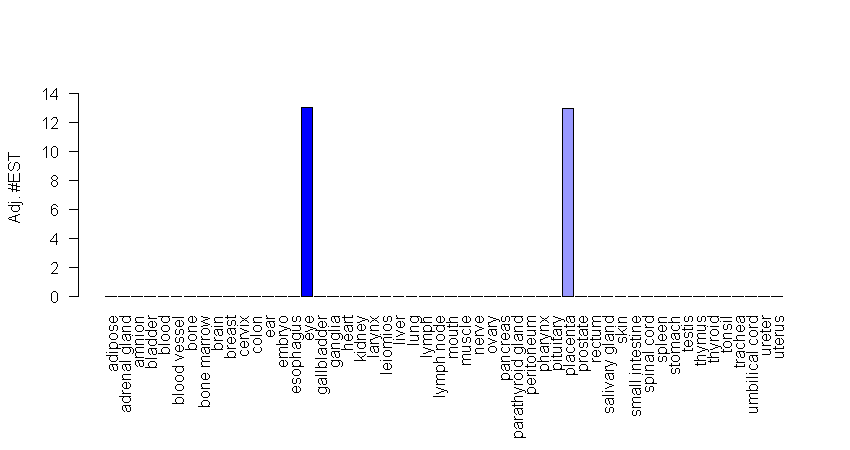 14
12
10
8
6
4
2
0
Adj. #EST
adipose
adrenal gland
amnion
bladder
blood
blood vessel
bone
bone marrow
brain
breast
cervix
colon
ear
embryo
esophagus
eye
gallbladder
ganglia
heart
kidney
larynx
leiomios
liver
lung
lymph
lymph node
mouth
muscle
nerve
ovary
pancreas
parathyroid gland
peritoneum
pharynx
pituitary
placenta
prostate
rectum
salivary gland
skin
small intestine
spinal cord
spleen
stomach
testis
thymus
thyroid
tonsil
trachea
umbilical cord
ureter
uterus